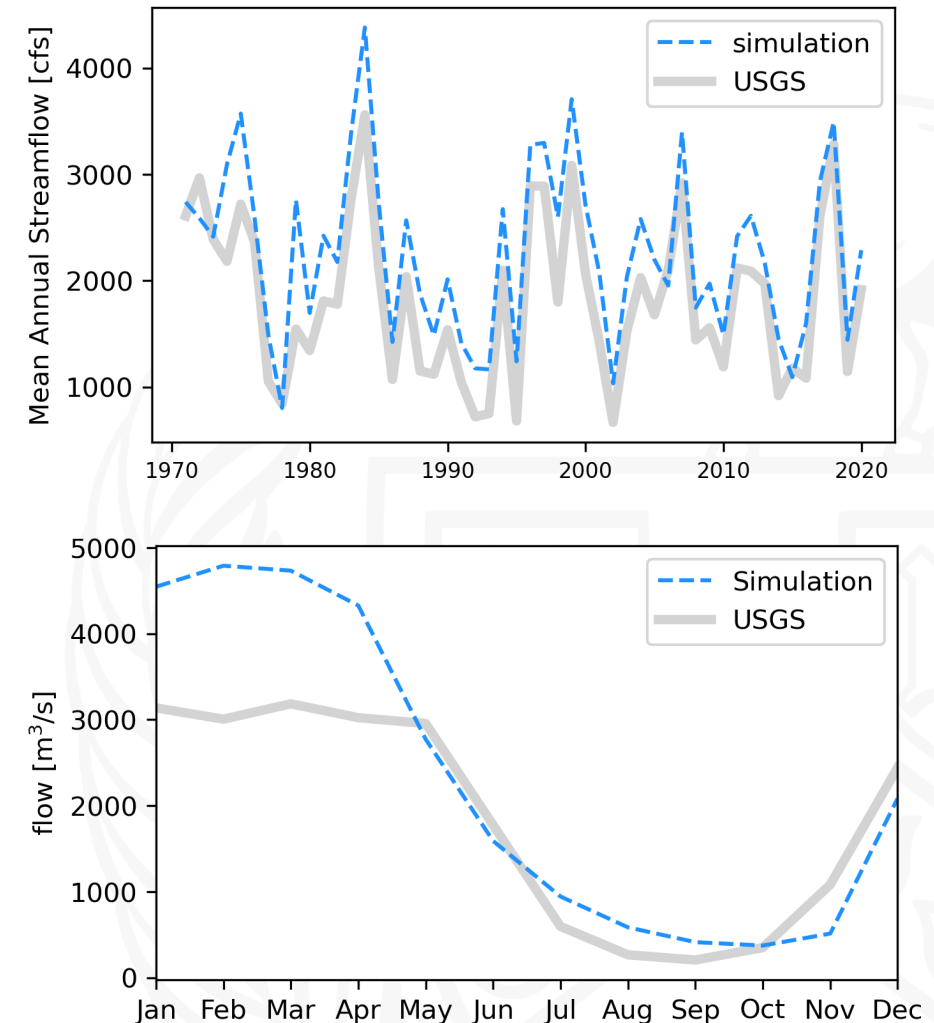 Mean Annual Streamflow [cfs]
4000
3000
2000
1000
simulation
USGS
1970 1980 1990 2000 2010 2020
flow [m³/s]
5000
4000
3000
2000
1000
0
Simulation
USGS
Jan Feb Mar Apr May Jun Jul Aug Sep Oct Nov Dec